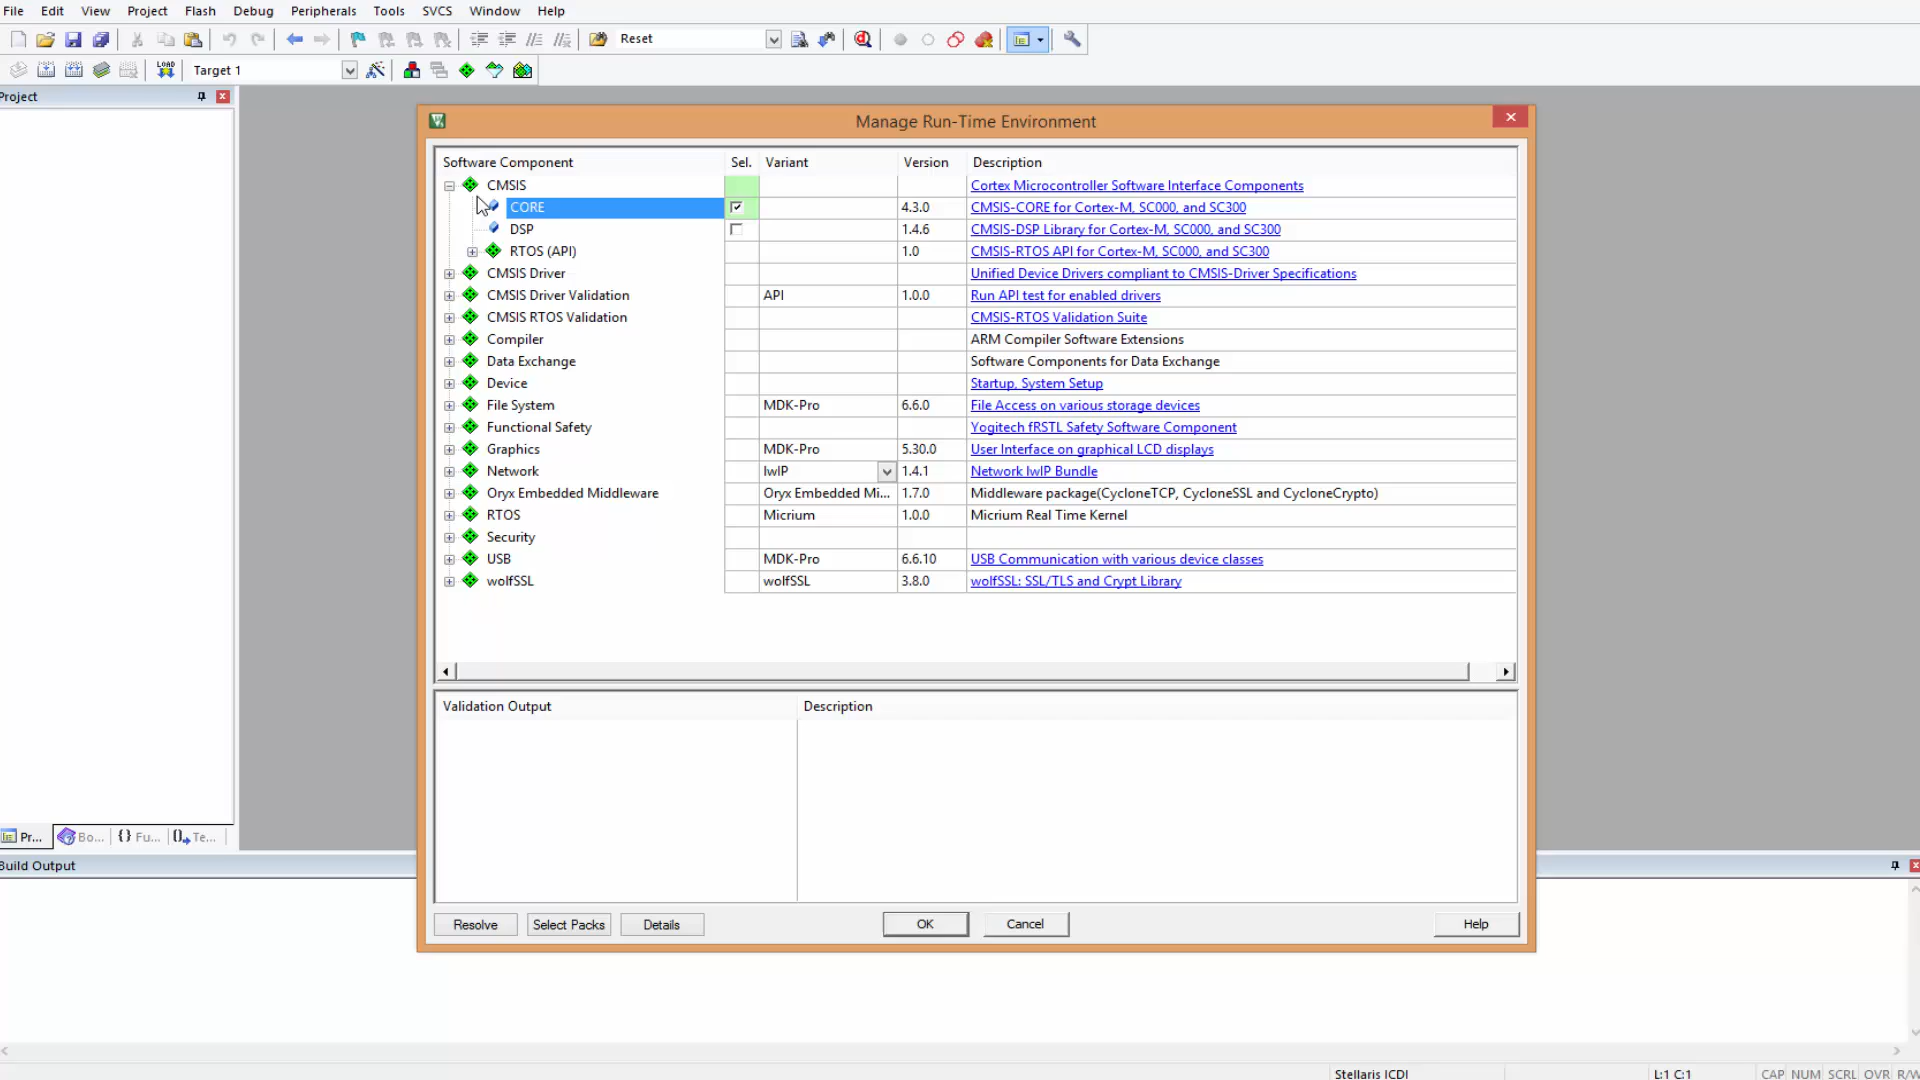 File Edit View Project Flash Debug Peripherals Tools SVCS Window Help
Reset
LOAD Target 1
Project
Manage Run-Time Environment
Software Component Sel. Variant Version Description
CMSIS Cortex Microcontroller Software Interface Components
CORE 4.3.0 CMSIS-CORE for Cortex-M, SC000, and SC300
DSP 1.4.6 CMSIS-DSP Library for Cortex-M, SC000, and SC300
RTOS (API) 1.0 CMSIS-RTOS API for Cortex-M, SC000, and SC300
CMSIS Driver Unified Device Drivers compliant to CMSIS-Driver Specifications
CMSIS Driver Validation API 1.0.0 Run API test for enabled drivers
CMSIS RTOS Validation CMSIS-RTOS Validation Suite
Compiler ARM Compiler Software Extensions
Data Exchange Software Components for Data Exchange
Device Startup, System Setup
File System MDK-Pro 6.6.0 File Access on various storage devices
Functional Safety Yogitech fRSTL Safety Software Component
Graphics MDK-Pro 5.30.0 User Interface on graphical LCD displays
Network lwIP 1.4.1 Network lwIP Bundle
Oryx Embedded Middleware Oryx Embedded Mi... 1.7.0 Middleware package(CycloneTCP, CycloneSSL and CycloneCrypto)
RTOS Micrium 1.0.0 Micrium Real Time Kernel
Security
USB MDK-Pro 6.6.10 USB Communication with various device classes
wolfSSL wolfSSL 3.8.0 wolfSSL: SSL/TLS and Crypt Library
Validation Output Description
Pr... Bo... {} Fu... Te...
Build Output
Resolve Select Packs Details OK Cancel Help
Stellaris ICDI L:1 C:1 CAP NUM SCRL OVR R/W